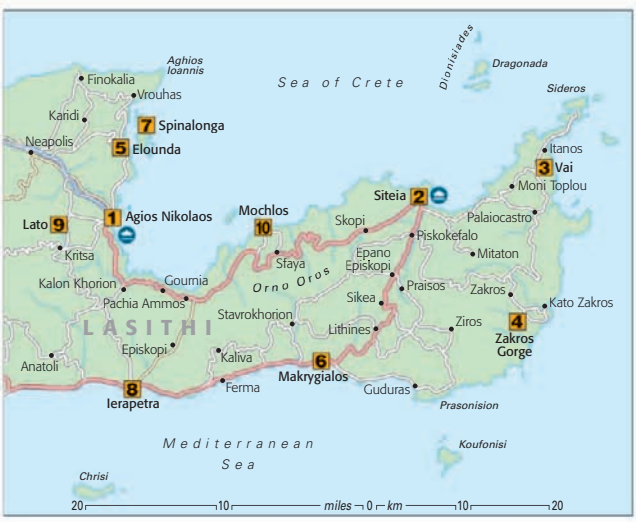 Aghios
Ioannis
Finokalia
Vrouhas
Karidi
7 Spinalonga
Neapolis
5 Elounda
Sea of Crete
Dionisiades
Dragonada
Sideros
Itanos
3 Vai
Moni Toplou
Siteia 2
Palaiocastro
Lato 9
1 Agios Nikolaos
Mochlos
10
Skopi
Piskokefalo
Kritsa
Sfaya
Epano
Episkopi
Mitaton
Kalon Khorion
Gournia
Orno Oros
Praisos
Zakros
Pachia Ammos
Sikea
Kato Zakros
LASITHI
Stavrokhorion
Lithines
Ziros
4
Zakros
Gorge
Episkopi
Kaliva
Anatoli
6
Makrygialos
8
Ierapetra
Ferma
Guduras
Prasonision
Mediterranean
Sea
Koufonisi
Chrisi
20 10 miles 0 km 10 20